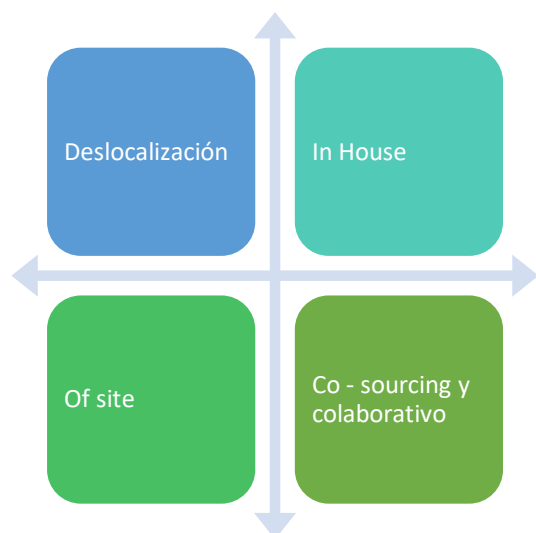 Deslocalización
In House
Of site
Co - sourcing y
colaborativo